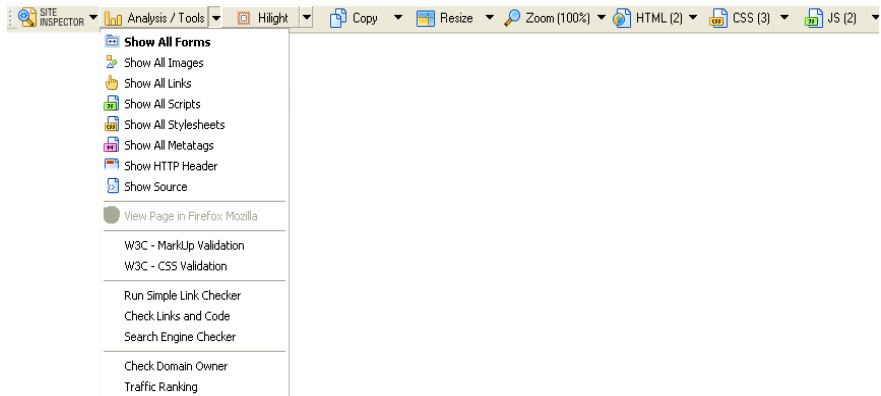 SITE INSPECTOR Analysis / Tools Hilight Copy Resize Zoom (100%) HTML (2) CSS (3) JS (2)
Show All Forms
Show All Images
Show All Links
Show All Scripts
Show All Stylesheets
Show All Metatags
Show HTTP Header
Show Source
View Page in Firefox Mozilla
W3C - MarkUp Validation
W3C - CSS Validation
Run Simple Link Checker
Check Links and Code
Search Engine Checker
Check Domain Owner
Traffic Ranking